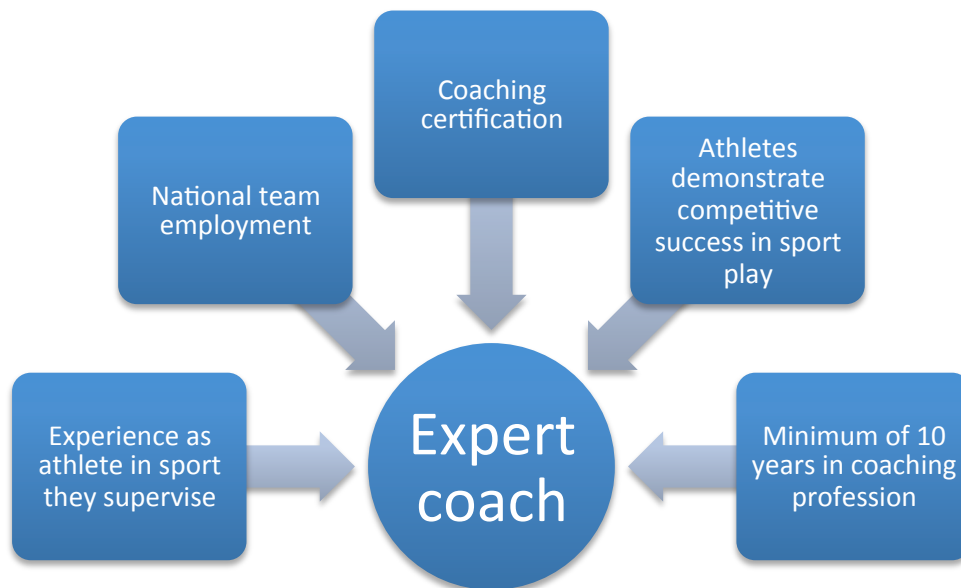 Coaching
certification
National team
employment
Athletes
demonstrate
competitive
success in sport
play
Experience as
athlete in sport
they supervise
Expert
coach
Minimum of 10
years in coaching
profession